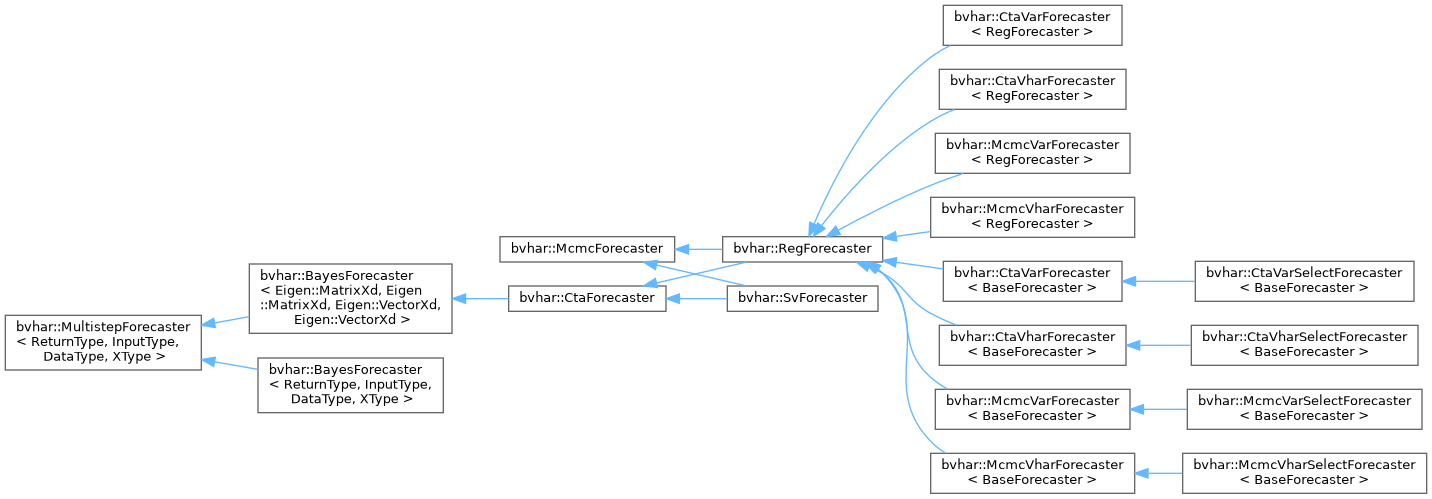 bvhar::MultistepForecaster
< ReturnType, InputType,
DataType, XType >
bvhar::BayesForecaster
< Eigen::MatrixXd, Eigen
::MatrixXd, Eigen::VectorXd,
Eigen::VectorXd >
bvhar::BayesForecaster
< ReturnType, InputType,
DataType, XType >
bvhar::McmcForecaster
bvhar::CtaForecaster
bvhar::RegForecaster
bvhar::SvForecaster
bvhar::CtaVarForecaster
< RegForecaster >
bvhar::CtaVharForecaster
< RegForecaster >
bvhar::McmcVarForecaster
< RegForecaster >
bvhar::McmcVharForecaster
< RegForecaster >
bvhar::CtaVarForecaster
< BaseForecaster >
bvhar::CtaVharForecaster
< BaseForecaster >
bvhar::McmcVarForecaster
< BaseForecaster >
bvhar::McmcVharForecaster
< BaseForecaster >
bvhar::CtaVarSelectForecaster
< BaseForecaster >
bvhar::CtaVharSelectForecaster
< BaseForecaster >
bvhar::McmcVarSelectForecaster
< BaseForecaster >
bvhar::McmcVharSelectForecaster
< BaseForecaster >